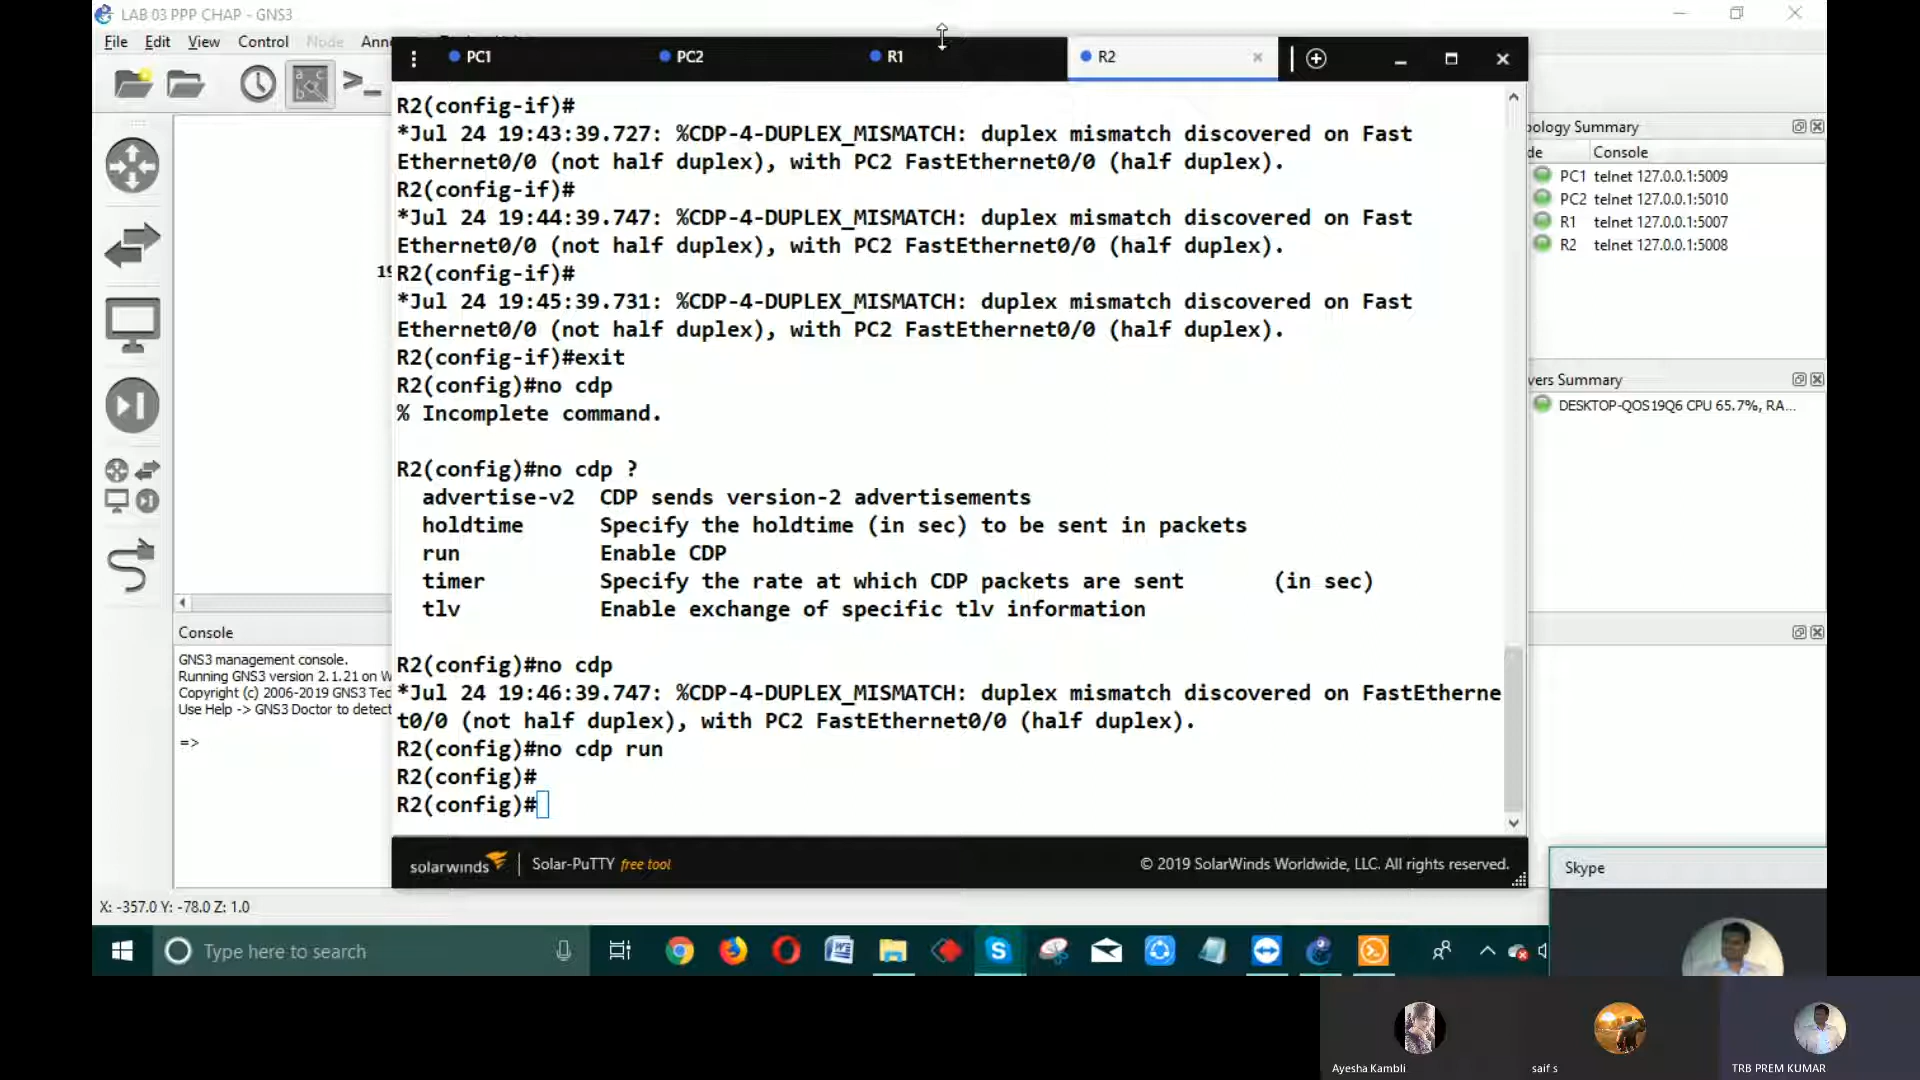 LAB 03 PPP CHAP - GNS3
File Edit View Control Node Ann
PC1 PC2 R1 R2
R2(config-if)#
*Jul 24 19:43:39.727: %CDP-4-DUPLEX_MISMATCH: duplex mismatch discovered on Fast
Ethernet0/0 (not half duplex), with PC2 FastEthernet0/0 (half duplex).
R2(config-if)#
*Jul 24 19:44:39.747: %CDP-4-DUPLEX_MISMATCH: duplex mismatch discovered on Fast
Ethernet0/0 (not half duplex), with PC2 FastEthernet0/0 (half duplex).
R2(config-if)#
*Jul 24 19:45:39.731: %CDP-4-DUPLEX_MISMATCH: duplex mismatch discovered on Fast
Ethernet0/0 (not half duplex), with PC2 FastEthernet0/0 (half duplex).
R2(config-if)#exit
R2(config)#no cdp
% Incomplete command.
R2(config)#no cdp ?
advertise-v2 CDP sends version-2 advertisements
holdtime Specify the holdtime (in sec) to be sent in packets
run Enable CDP
timer Specify the rate at which CDP packets are sent (in sec)
tlv Enable exchange of specific tlv information
R2(config)#no cdp
*Jul 24 19:46:39.747: %CDP-4-DUPLEX_MISMATCH: duplex mismatch discovered on FastEtherne
t0/0 (not half duplex), with PC2 FastEthernet0/0 (half duplex).
R2(config)#no cdp run
R2(config)#
R2(config)#
solarwinds Solar-PuTTY free tool © 2019 SolarWinds Worldwide, LLC. All rights reserved.
19
pology Summary
de Console
PC1 telnet 127.0.0.1:5009
PC2 telnet 127.0.0.1:5010
R1 telnet 127.0.0.1:5007
R2 telnet 127.0.0.1:5008
vers Summary
DESKTOP-QOS19Q6 CPU 65.7%, RA...
Console
GNS3 management console.
Running GNS3 version 2.1.21 on W
Copyright (c) 2006-2019 GNS3 Tec
Use Help -> GNS3 Doctor to detect
=>
X: -357.0 Y: -78.0 Z: 1.0
Skype
Type here to search
Ayesha Kambli
saif s
TRB PREM KUMAR